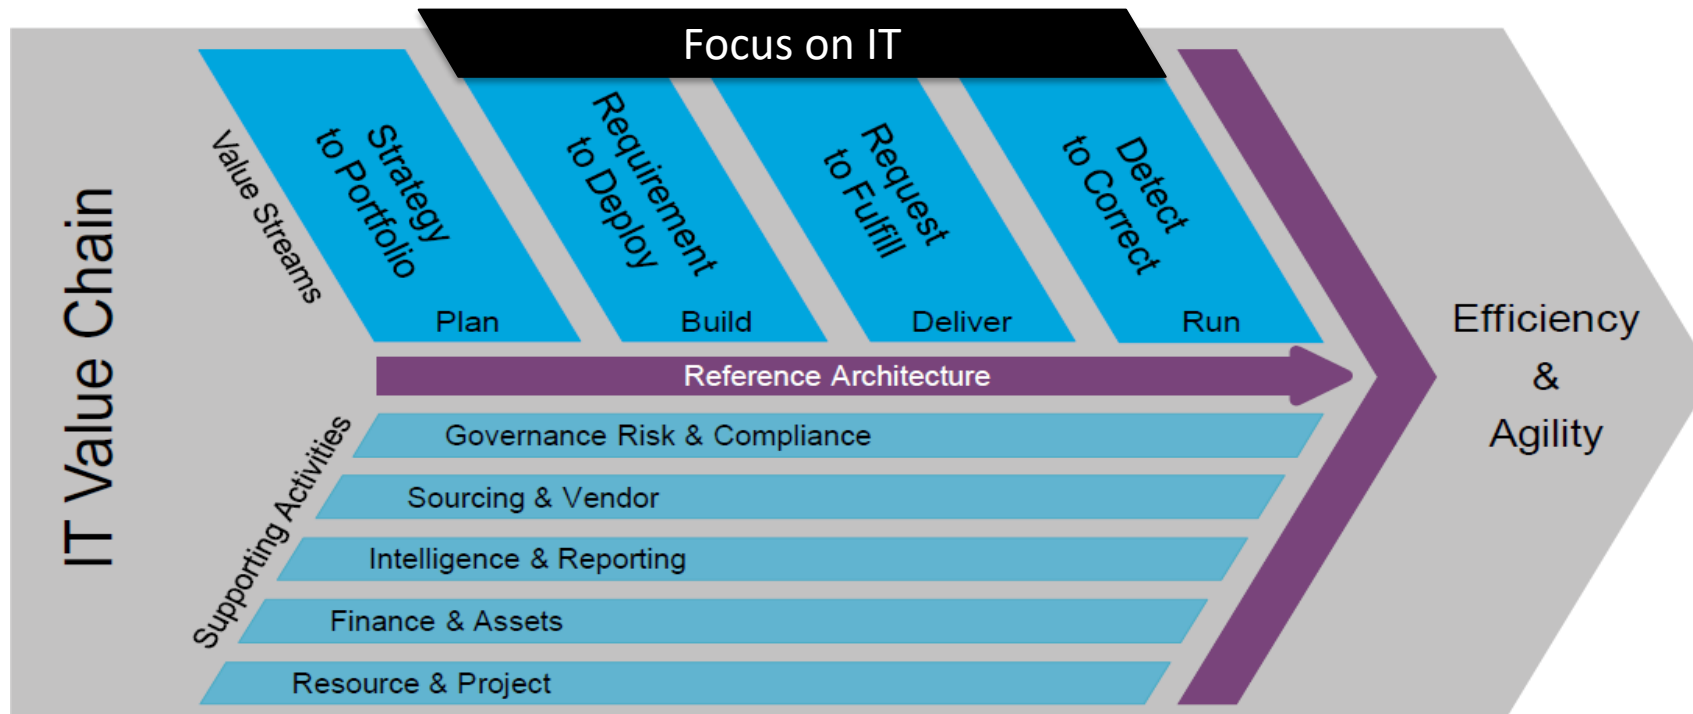 Focus on IT
IT Value Chain
Value Streams
Strategy
to Portfolio
Plan
Requirement
to Deploy
Build
Request
to Fulfill
Deliver
Detect
to Correct
Run
Reference Architecture
Supporting Activities
Governance Risk & Compliance
Sourcing & Vendor
Intelligence & Reporting
Finance & Assets
Resource & Project
Efficiency
&
Agility